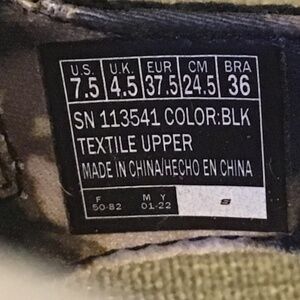 U.S. U.K. EUR CM BRA
7.5 4.5 37.5 24.5 36
SN 113541 COLOR:BLK
TEXTILE UPPER
MADE IN CHINA/HECHO EN CHINA
F M Y
50-82 01-22